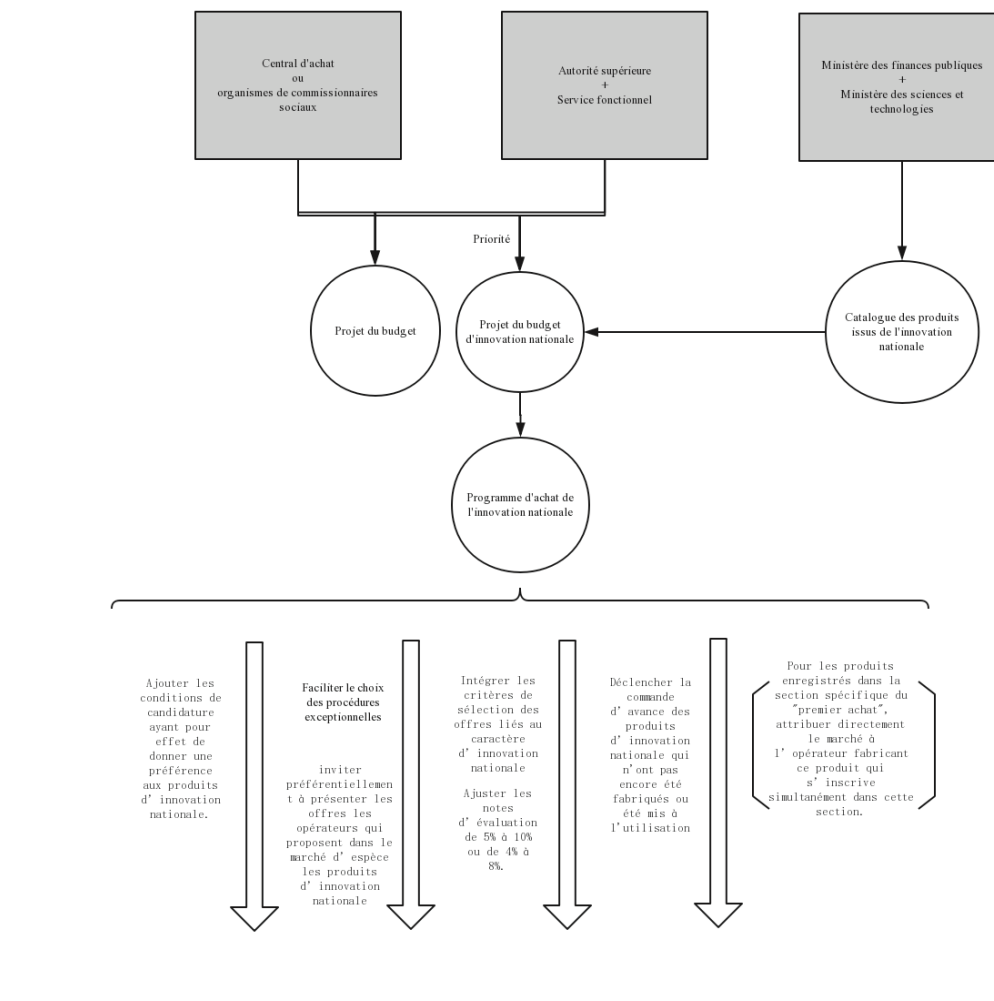 Central d'achat
ou
organismes de commissionnaires
sociaux
Autorité supérieure
+
Service fonctionnel
Ministère des finances publiques
+
Ministère des sciences et
technologies
Priorité
Projet du budget
Projet du budget
d'innovation nationale
Catalogue des produits
issus de l'innovation
nationale
Programme d'achat de
l'innovation nationale
Ajouter les
conditions de
candidature
ayant pour
effet de
donner une
préférence
aux produits
d’innovation
nationale.
Faciliter le choix
des procédures
exceptionnelles
inviter
préférentiellemen
t à présenter les
offres les
opérateurs qui
proposent dans le
marché d’espèce
les produits
d’innovation
nationale
Intégrer les
critères de
sélection des
offres liés au
caractère
d’innovation
nationale
Ajuster les
notes
d’évaluation
de 5% à 10%
ou de 4% à
8%.
Déclencher la
commande
d’avance des
produits
d’innovation
nationale qui
n'ont pas
encore été
fabriqués ou
été mis à
l'utilisation
Pour les produits
enregistrés dans la
section spécifique du
"premier achat",
attribuer directement
le marché à
l’opérateur fabricant
ce produit qui
s’inscrive
simultanément dans cette
section.